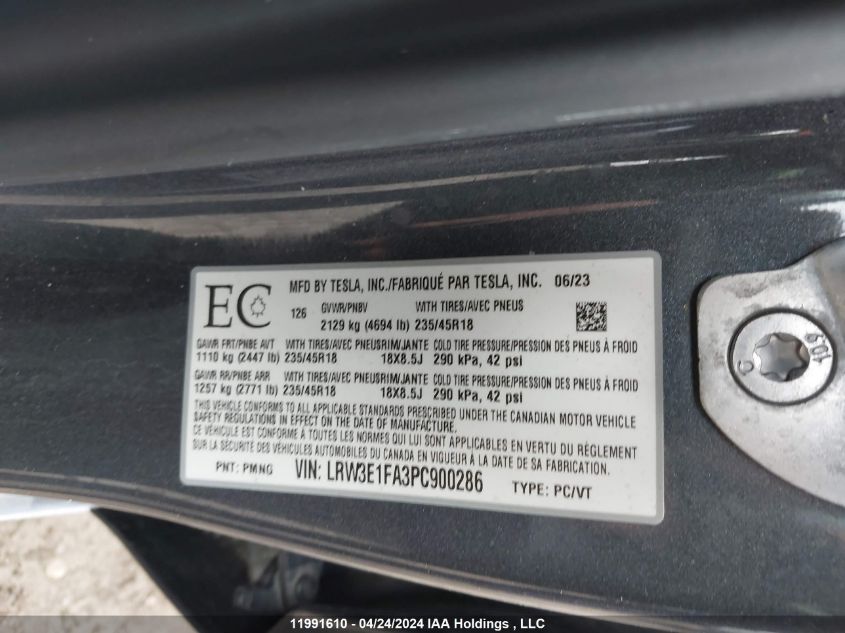 EC
MFD BY TESLA, INC./FABRIQUÉ PAR TESLA, INC. 06/23
126 GVWR/PNBV WITH TIRES/AVEC PNEUS
2129 kg (4694 lb) 235/45R18
GAWR FRT/PNBE AVT WITH TIRES/AVEC PNEUS RIM/JANTE COLD TIRE PRESSURE/PRESSION DES PNEUS À FROID
1110 kg (2447 lb) 235/45R18 18X8.5J 290 kPa, 42 psi
GAWR RR/PNBE ARR WITH TIRES/AVEC PNEUS RIM/JANTE COLD TIRE PRESSURE/PRESSION DES PNEUS À FROID
1257 kg (2771 lb) 235/45R18 18X8.5J 290 kPa, 42 psi
THIS VEHICLE CONFORMS TO ALL APPLICABLE STANDARDS PRESCRIBED UNDER THE CANADIAN MOTOR VEHICLE
SAFETY REGULATIONS IN EFFECT ON THE DATE OF MANUFACTURE
CE VÉHICULE EST CONFORME À TOUTES LES NORMES QUI LUI SONT APPLICABLES EN VERTU DU RÈGLEMENT
SUR LA SÉCURITÉ DES VÉHICULES AUTOMOBILES DU CANADA EN VIGUEUR À LA DATE DE SA FABRICATION.
PNT: PMNG VIN: LRW3E1FA3PC900286 TYPE: PC/VT
10.9
C
11991610 - 04/24/2024 IAA Holdings , LLC